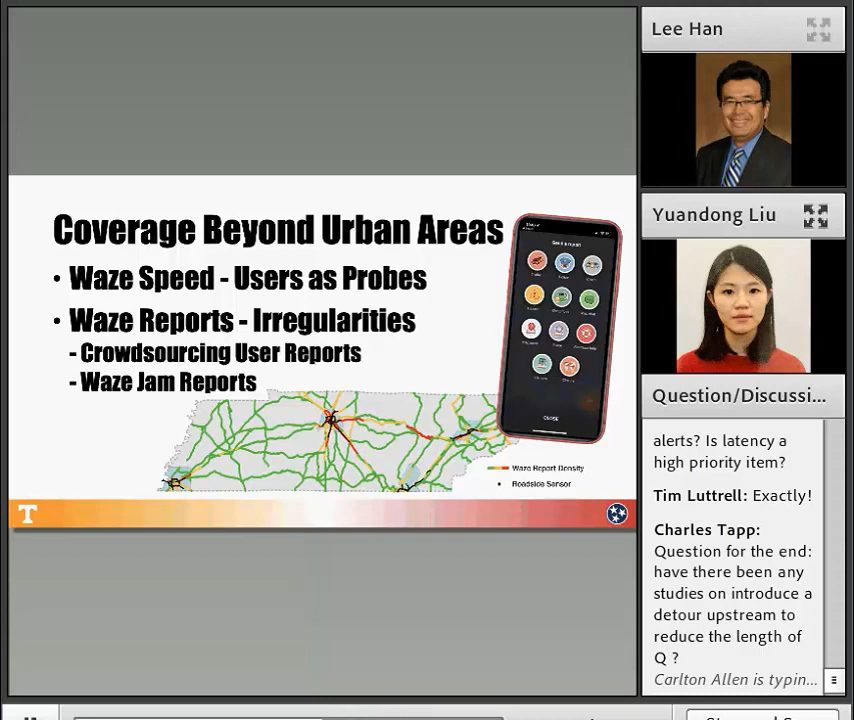 Coverage Beyond Urban Areas
• Waze Speed - Users as Probes
• Waze Reports - Irregularities
- Crowdsourcing User Reports
- Waze Jam Reports
CLOSE
Waze Report Density
• Roadside Sensor
T
Lee Han
Yuandong Liu
Question/Discussi...
alerts? Is latency a
high priority item?
Tim Luttrell: Exactly!
Charles Tapp:
Question for the end:
have there been any
studies on introduce a
detour upstream to
reduce the length of
Q ?
Carlton Allen is typin...